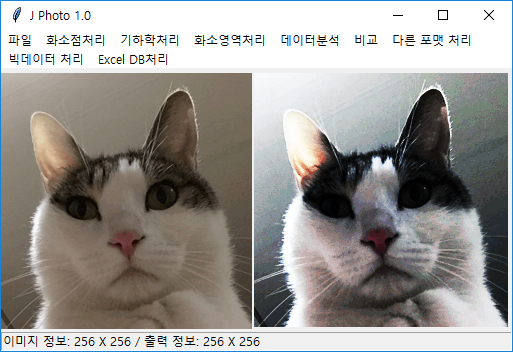 J Photo 1.0
파일 화소점처리 기하학처리 화소영역처리 데이터분석 비교 다른 포맷 처리
빅데이터 처리 Excel DB처리
이미지 정보: 256 X 256 / 출력 정보: 256 X 256